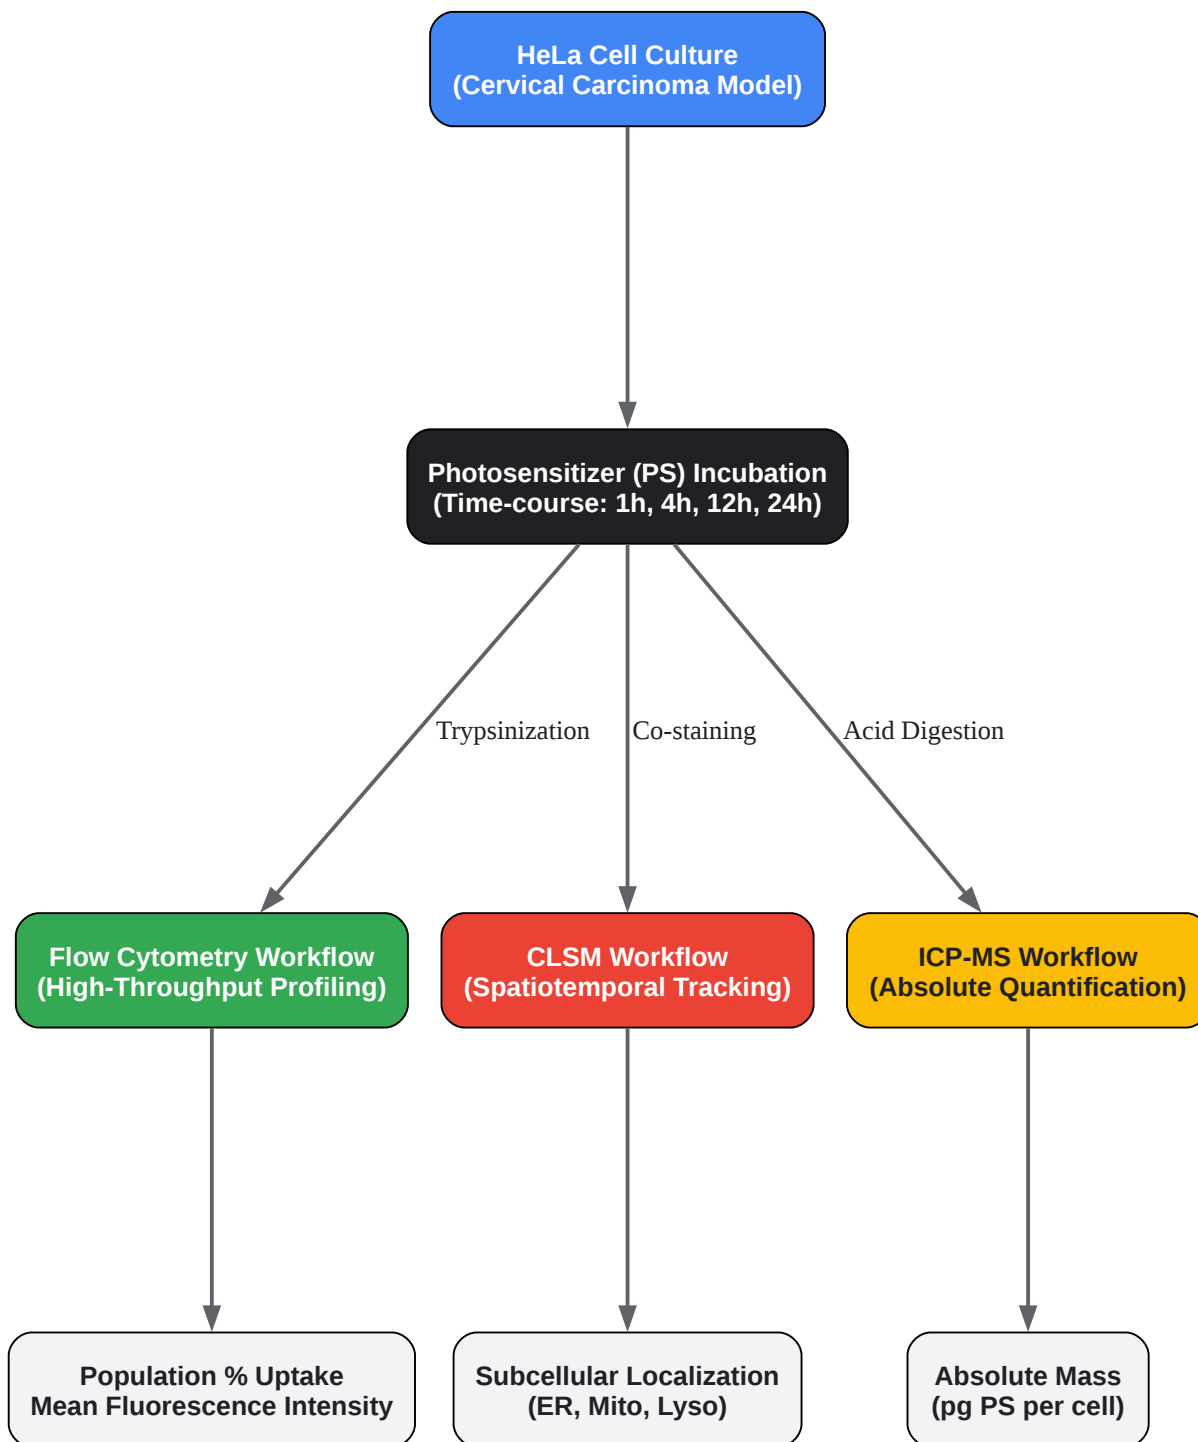 HeLa Cell Culture
(Cervical Carcinoma Model)
Photosensitizer (PS) Incubation
(Time-course: 1h, 4h, 12h, 24h)
Trypsinization
Co-staining
Acid Digestion
Flow Cytometry Workflow
(High-Throughput Profiling)
CLSM Workflow
(Spatiotemporal Tracking)
ICP-MS Workflow
(Absolute Quantification)
Population % Uptake
Mean Fluorescence Intensity
Subcellular Localization
(ER, Mito, Lyso)
Absolute Mass
(pg PS per cell)